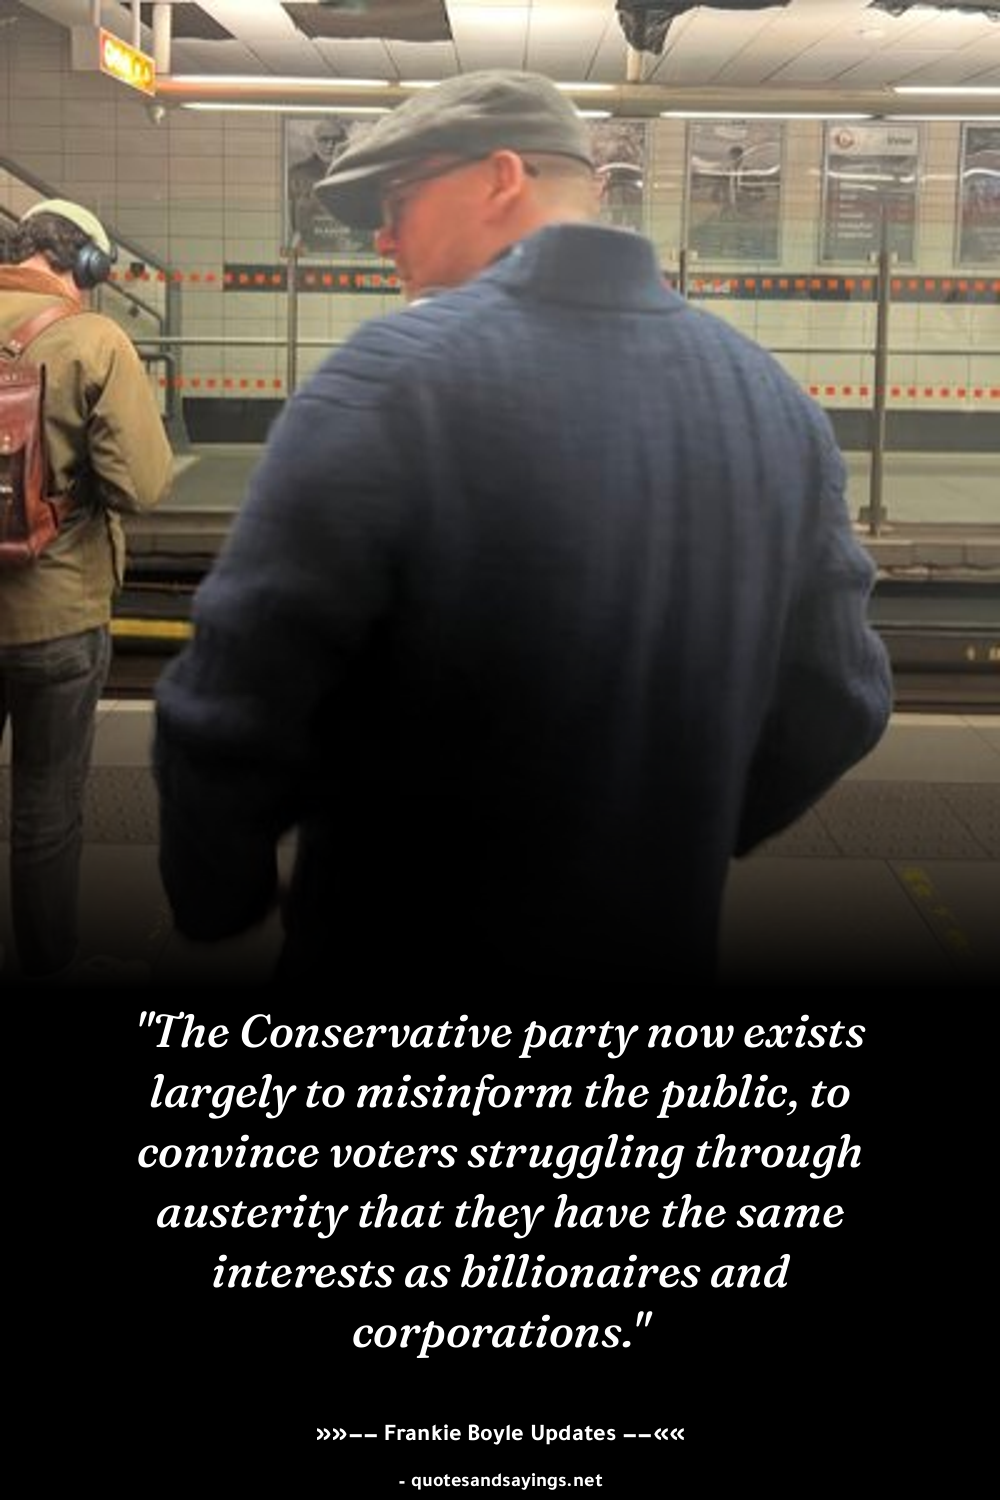 "The Conservative party now exists
largely to misinform the public, to
convince voters struggling through
austerity that they have the same
interests as billionaires and
corporations."
»»–– Frankie Boyle Updates ––««
- quotesandsayings.net